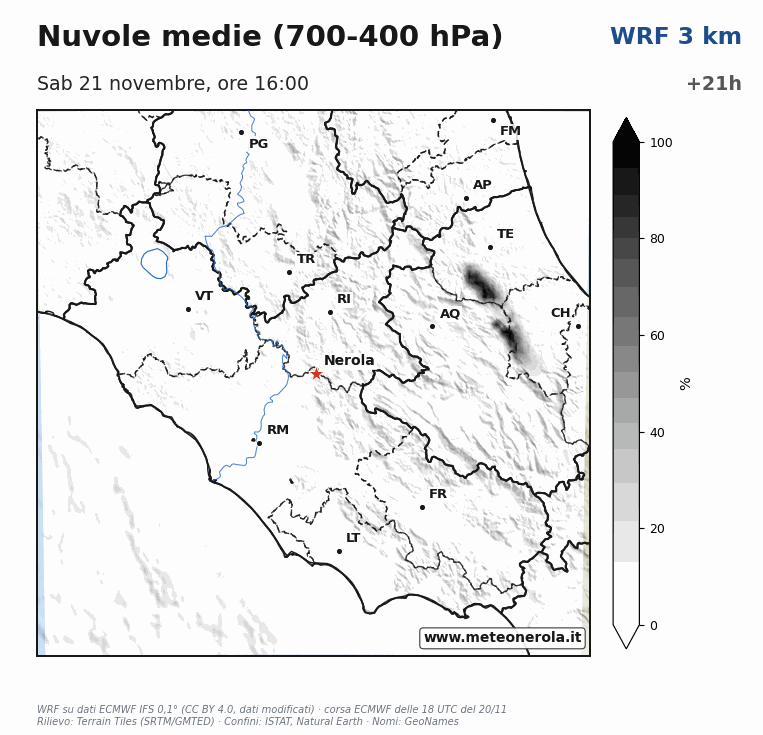 Nuvole medie (700-400 hPa)
WRF 3 km
Sab 21 novembre, ore 16:00
+21h
FM
PG
AP
TE
TR
VT
RI
AQ
CH
Nerola
RM
FR
LT
100
80
60
40
20
0
%
www.meteonerola.it
WRF su dati ECMWF IFS 0,1° (CC BY 4.0, dati modificati) · corsa ECMWF delle 18 UTC del 20/11
Rilievo: Terrain Tiles (SRTM/GMTED) · Confini: ISTAT, Natural Earth · Nomi: GeoNames